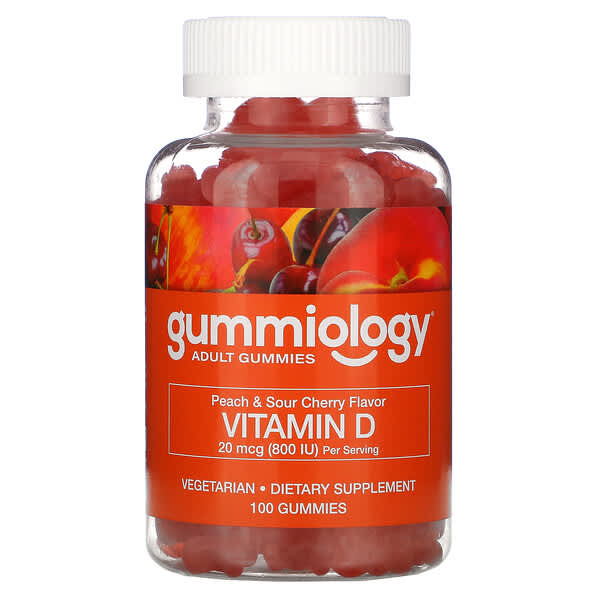 gummiology®
ADULT GUMMIES
Peach & Sour Cherry Flavor
VITAMIN D
20 mcg (800 IU) Per Serving
VEGETARIAN • DIETARY SUPPLEMENT
100 GUMMIES